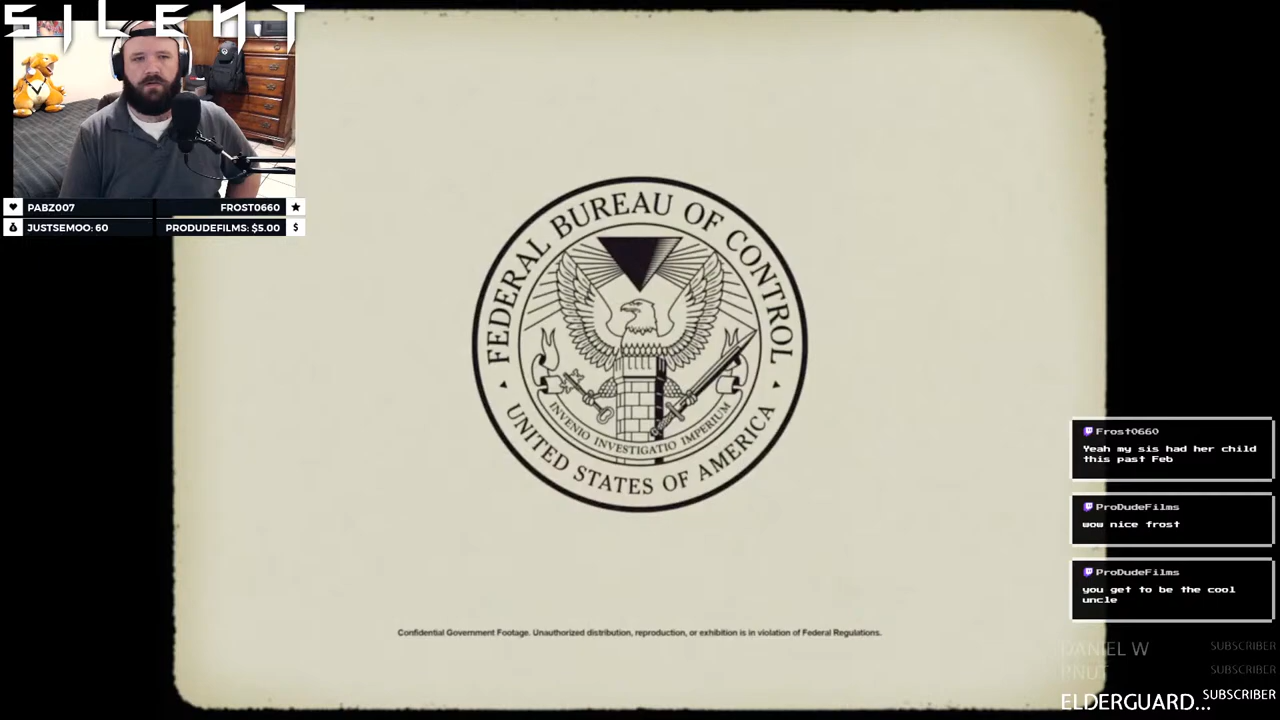 SILENT
PABZ007
FROST0660
JUSTSEMOO: 60
PRODUDEFILMS: $5.00
$
FEDERAL BUREAU OF CONTROL
INVENIO INVESTIGATIO IMPERIUM
UNITED STATES OF AMERICA
Confidential Government Footage. Unauthorized distribution, reproduction, or exhibition is in violation of Federal Regulations.
Frost0660
Yeah my sis had her child
this past Feb
ProDudeFilms
wow nice frost
ProDudeFilms
you get to be the cool
uncle
DANIEL W SUBSCRIBER
PNUT SUBSCRIBER
ELDERGUARD... SUBSCRIBER